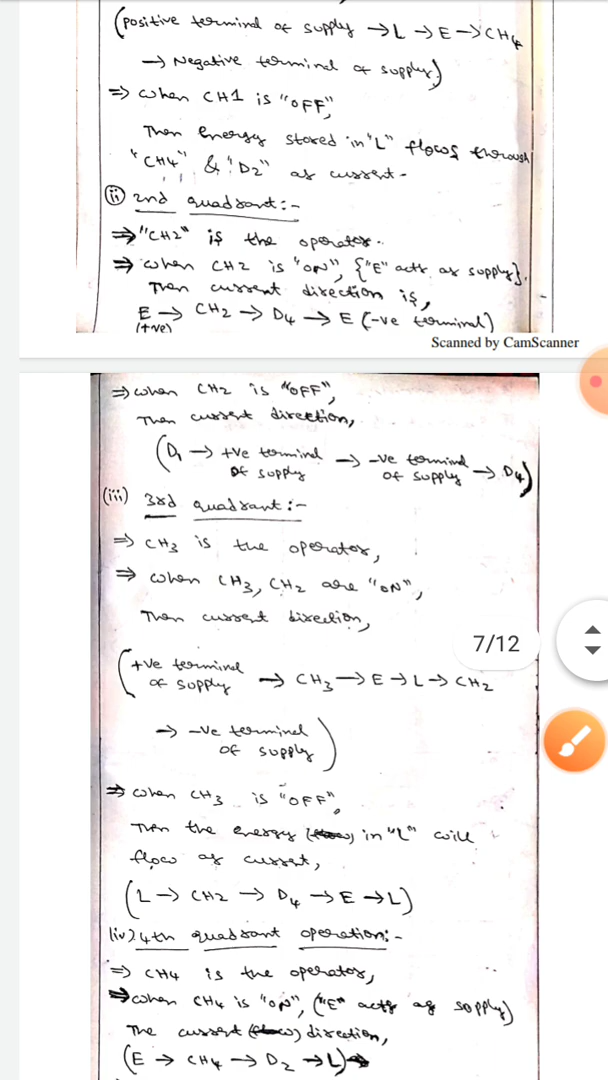 (positive terminal of supply → L → E → CH4
→ Negative terminal of supply)
⇒ when CH1 is "OFF",
Then Energy stored in "L" flows through
"CH4" & "D2" as current -
(ii) 2nd quadrant :-
⇒ "CH2" is the operator..
⇒ when CH2 is "ON", {"E" acts as supply}.
Then current direction is,
E → CH2 → D4 → E (-ve terminal)
(+ve)
Scanned by CamScanner
⇒ when CH2 is "OFF",
Then current direction,
(D1 → +ve terminal of supply → -ve terminal of supply → D4)
(iii) 3rd quadrant :-
⇒ CH3 is the operator,
⇒ when CH3, CH2 are "ON",
Then current direction,
7/12
(+ve terminal of supply → CH3 → E → L → CH2
→ -ve terminal of supply)
⇒ when CH3 is "OFF",
Then the energy in "L" will
flow as current,
(L → CH2 → D4 → E → L)
(iv) 4th quadrant operation:-
⇒ CH4 is the operator,
⇒ when CH4 is "ON", ("E" acts as supply)
The current direction,
(E → CH4 → D2 → L)